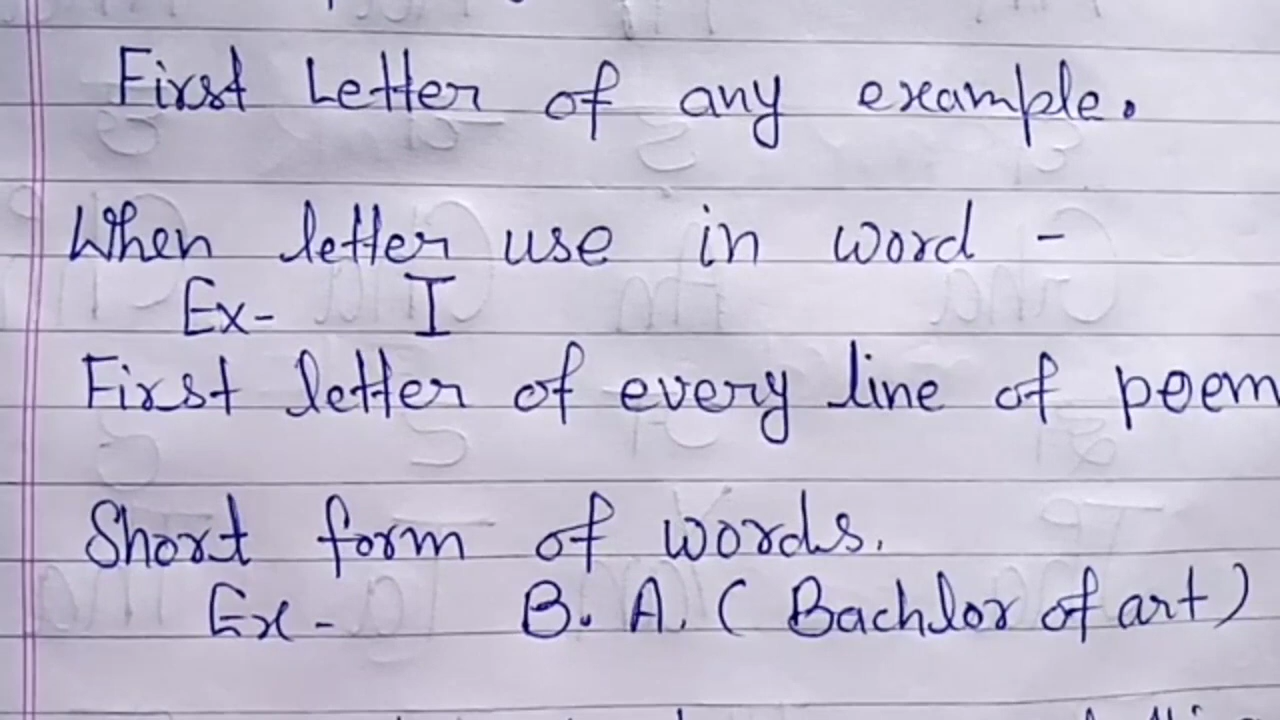 First Letter of any example.
When letter use in word -
Ex- I
First letter of every line of poem
Short form of words.
Ex - B. A. ( Bachlor of art )